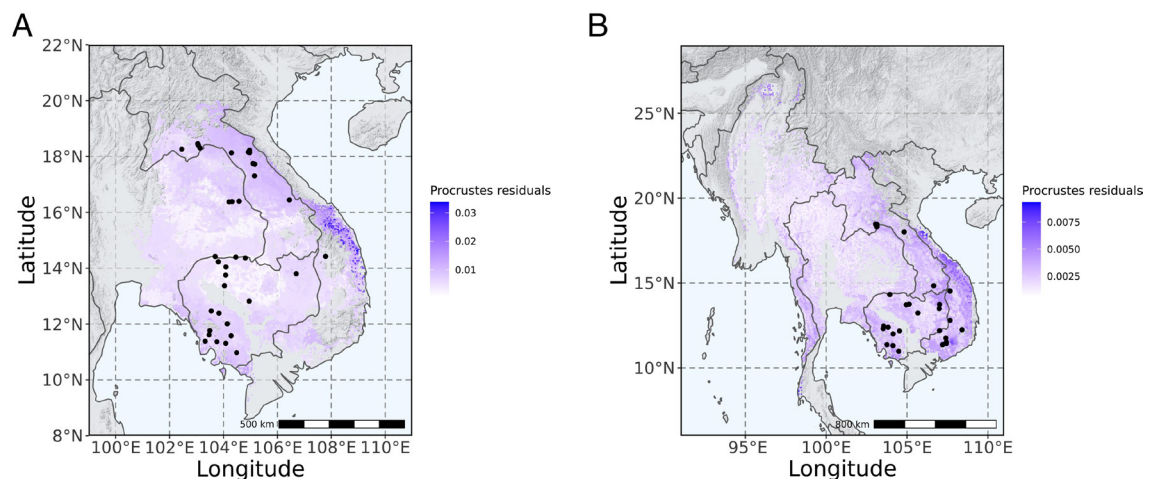 A
22°N
20°N
18°N
16°N
14°N
12°N
10°N
8°N
Latitude
100°E 102°E 104°E 106°E 108°E 110°E
Longitude
500 km
Procrustes residuals
0.03
0.02
0.01
B
25°N
20°N
15°N
10°N
Latitude
95°E 100°E 105°E 110°E
Longitude
800 km
Procrustes residuals
0.0075
0.0050
0.0025